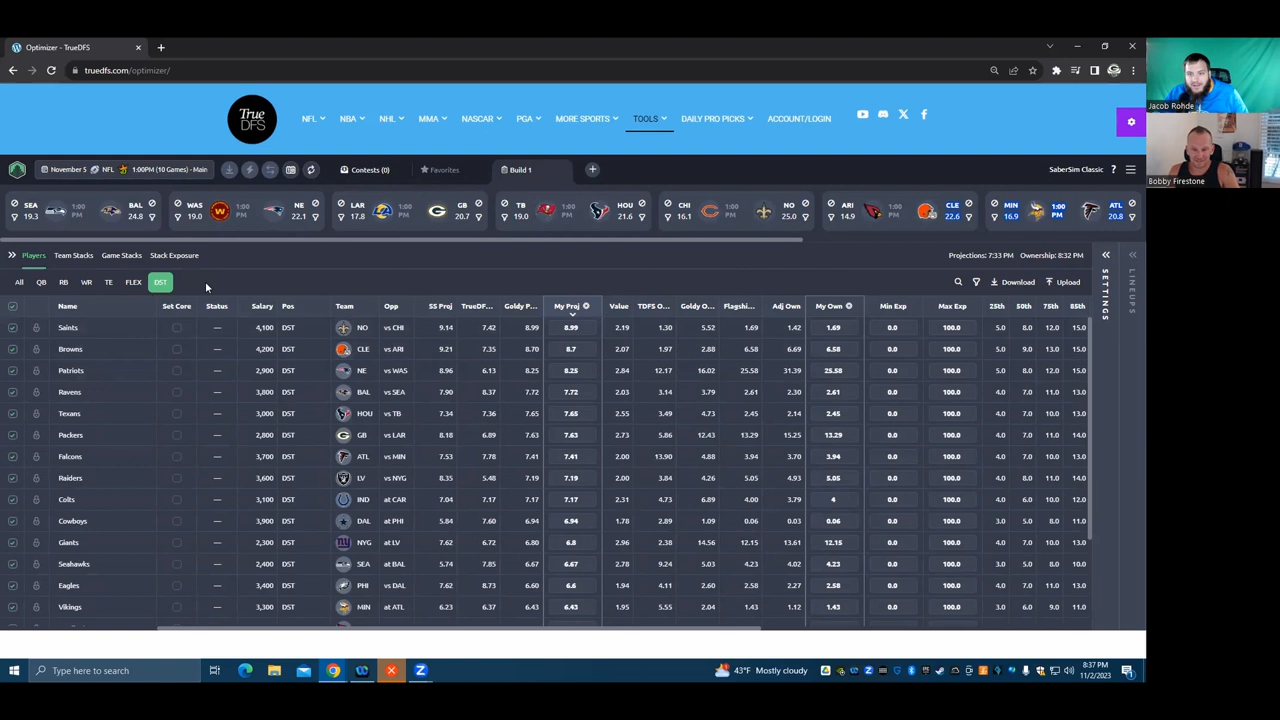 Optimizer - TrueDFS
truedfs.com/optimizer/
Jacob Rohde
Bobby Firestone
True DFS
NFL NBA NHL MMA NASCAR PGA MORE SPORTS TOOLS DAILY PRO PICKS ACCOUNT/LOGIN
November 5 NFL 1:00PM (10 Games) - Main Contests (0) Favorites Build 1 SaberSim Classic ?
SEA 19.3 1:00 PM BAL 24.8 WAS 19.0 1:00 PM NE 22.1 LAR 17.8 1:00 PM GB 20.7 TB 19.0 1:00 PM HOU 21.6 CHI 16.1 1:00 PM NO 25.0 ARI 14.9 1:00 PM CLE 22.6 MIN 16.9 1:00 PM ATL 20.8
Players Team Stacks Game Stacks Stack Exposure Projections: 7:33 PM Ownership: 8:32 PM
All QB RB WR TE FLEX DST Download Upload
SETTINGS
LINEUPS
Name Set Core Status Salary Pos Team Opp SS Proj TrueDF... Goldy P... My Proj Value TDFS O... Goldy O... Flagshi... Adj Own My Own Min Exp Max Exp 25th 50th 75th 85th
Saints — 4,100 DST NO vs CHI 9.14 7.42 8.99 8.99 2.19 1.30 5.52 1.69 1.42 1.69 0.0 100.0 5.0 8.0 12.0 15.0
Browns — 4,200 DST CLE vs ARI 9.21 7.35 8.70 8.7 2.07 1.97 2.88 6.58 6.69 6.58 0.0 100.0 5.0 9.0 13.0 15.0
Patriots — 2,900 DST NE vs WAS 8.96 6.13 8.25 8.25 2.84 12.17 16.02 25.58 31.39 25.58 0.0 100.0 5.0 8.0 12.0 15.0
Ravens — 4,000 DST BAL vs SEA 7.90 8.37 7.72 7.72 2.03 3.14 3.79 2.61 2.30 2.61 0.0 100.0 4.0 7.0 10.0 13.0
Texans — 3,000 DST HOU vs TB 7.34 7.36 7.65 7.65 2.55 3.49 4.73 2.45 2.14 2.45 0.0 100.0 4.0 7.0 10.0 13.0
Packers — 2,800 DST GB vs LAR 8.18 6.89 7.63 7.63 2.73 5.86 12.43 13.29 15.25 13.29 0.0 100.0 4.0 8.0 11.0 14.0
Falcons — 3,700 DST ATL vs MIN 7.53 7.78 7.41 7.41 2.00 13.90 4.88 3.94 3.70 3.94 0.0 100.0 4.0 7.0 11.0 13.0
Raiders — 3,600 DST LV vs NYG 8.35 5.48 7.19 7.19 2.00 3.84 4.26 5.05 4.93 5.05 0.0 100.0 4.0 8.0 11.0 14.0
Colts — 3,100 DST IND at CAR 7.04 7.17 7.17 7.17 2.31 4.73 6.89 4.00 3.79 4 0.0 100.0 4.0 6.0 10.0 12.0
Cowboys — 3,900 DST DAL at PHI 5.84 7.60 6.94 6.94 1.78 2.89 1.09 0.06 0.03 0.06 0.0 100.0 3.0 5.0 8.0 11.0
Giants — 2,300 DST NYG at LV 7.62 6.72 6.80 6.8 2.96 2.38 14.56 12.15 13.61 12.15 0.0 100.0 4.0 7.0 10.0 13.0
Seahawks — 2,400 DST SEA at BAL 5.74 7.85 6.67 6.67 2.78 9.24 5.03 4.23 4.02 4.23 0.0 100.0 3.0 5.0 8.0 11.0
Eagles — 3,400 DST PHI vs DAL 7.62 8.73 6.60 6.6 1.94 4.11 2.60 2.58 2.27 2.58 0.0 100.0 4.0 7.0 10.0 13.0
Vikings — 3,300 DST MIN at ATL 6.23 6.37 6.43 6.43 1.95 5.55 2.04 1.43 1.12 1.43 0.0 100.0 3.0 6.0 9.0 11.0
Type here to search 43°F Mostly cloudy 8:37 PM
11/2/2023